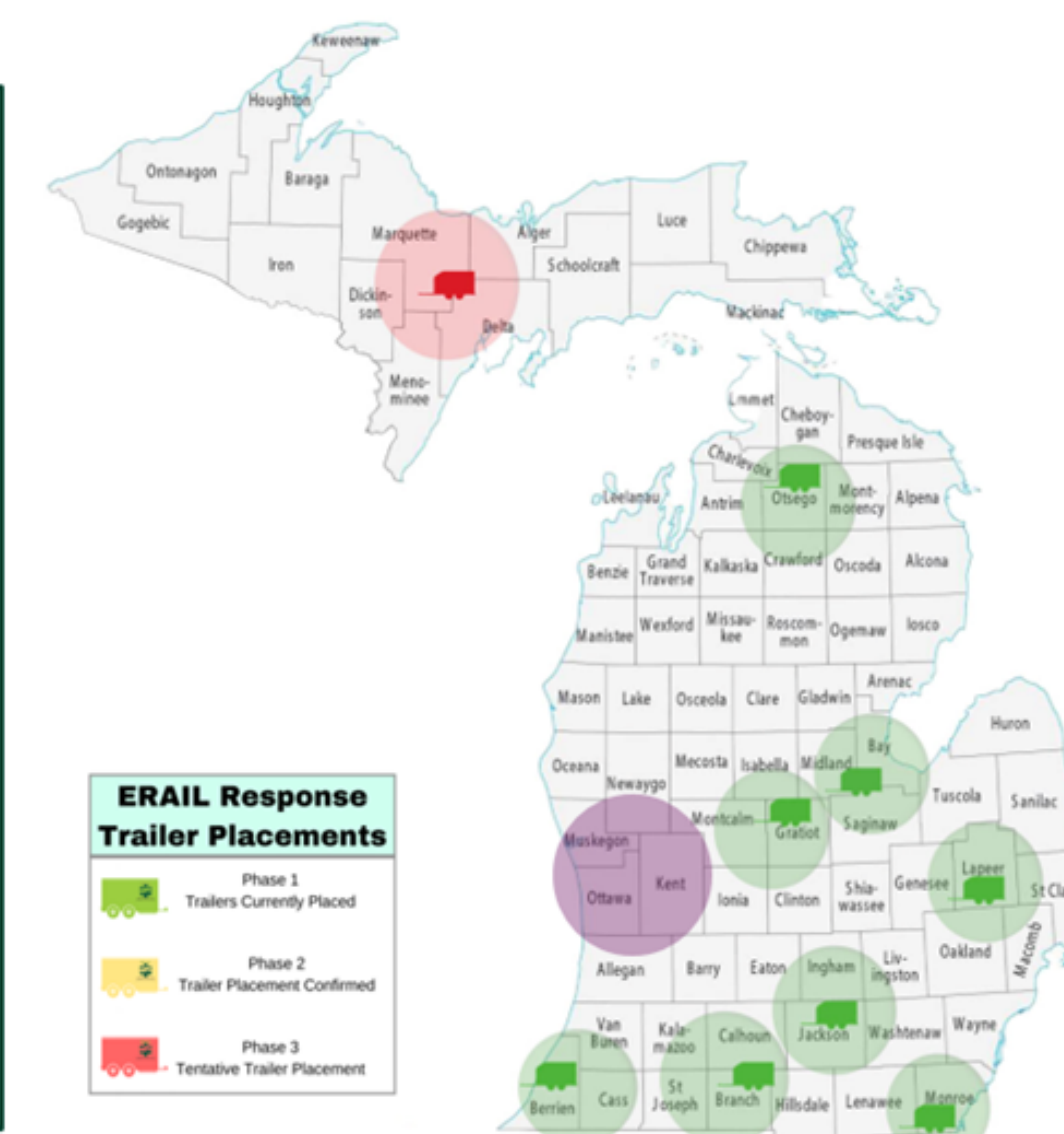 Keweenaw
Houghton
Ontonagon
Baraga
Gogebic
Marquette
Alger
Luce
Chippewa
Iron
Schoolcraft
Dickin-
son
Mackinac
Delta
Meno-
minee
Emmet
Cheboy-
gan
Presque Isle
Charlevoix
Leelanau
Antrim
Otsego
Mont-
morency
Alpena
Benzie
Grand
Traverse
Kalkaska
Crawford
Oscoda
Alcona
Manistee
Wexford
Missau-
kee
Roscom-
mon
Ogemaw
Iosco
Mason
Lake
Osceola
Clare
Gladwin
Arenac
Huron
Oceana
Newaygo
Mecosta
Isabella
Midland
Bay
Tuscola
Sanilac
Muskegon
Montcalm
Gratiot
Saginaw
Ottawa
Kent
Ionia
Clinton
Shia-
wassee
Genesee
Lapeer
St Cla
Allegan
Barry
Eaton
Ingham
Liv-
ingston
Oakland
Macomb
Van
Buren
Kala-
mazoo
Calhoun
Jackson
Washtenaw
Wayne
Berrien
Cass
St
Joseph
Branch
Hillsdale
Lenawee
Monroe
ERAIL Response
Trailer Placements
Phase 1
Trailers Currently Placed
Phase 2
Trailer Placement Confirmed
Phase 3
Tentative Trailer Placement